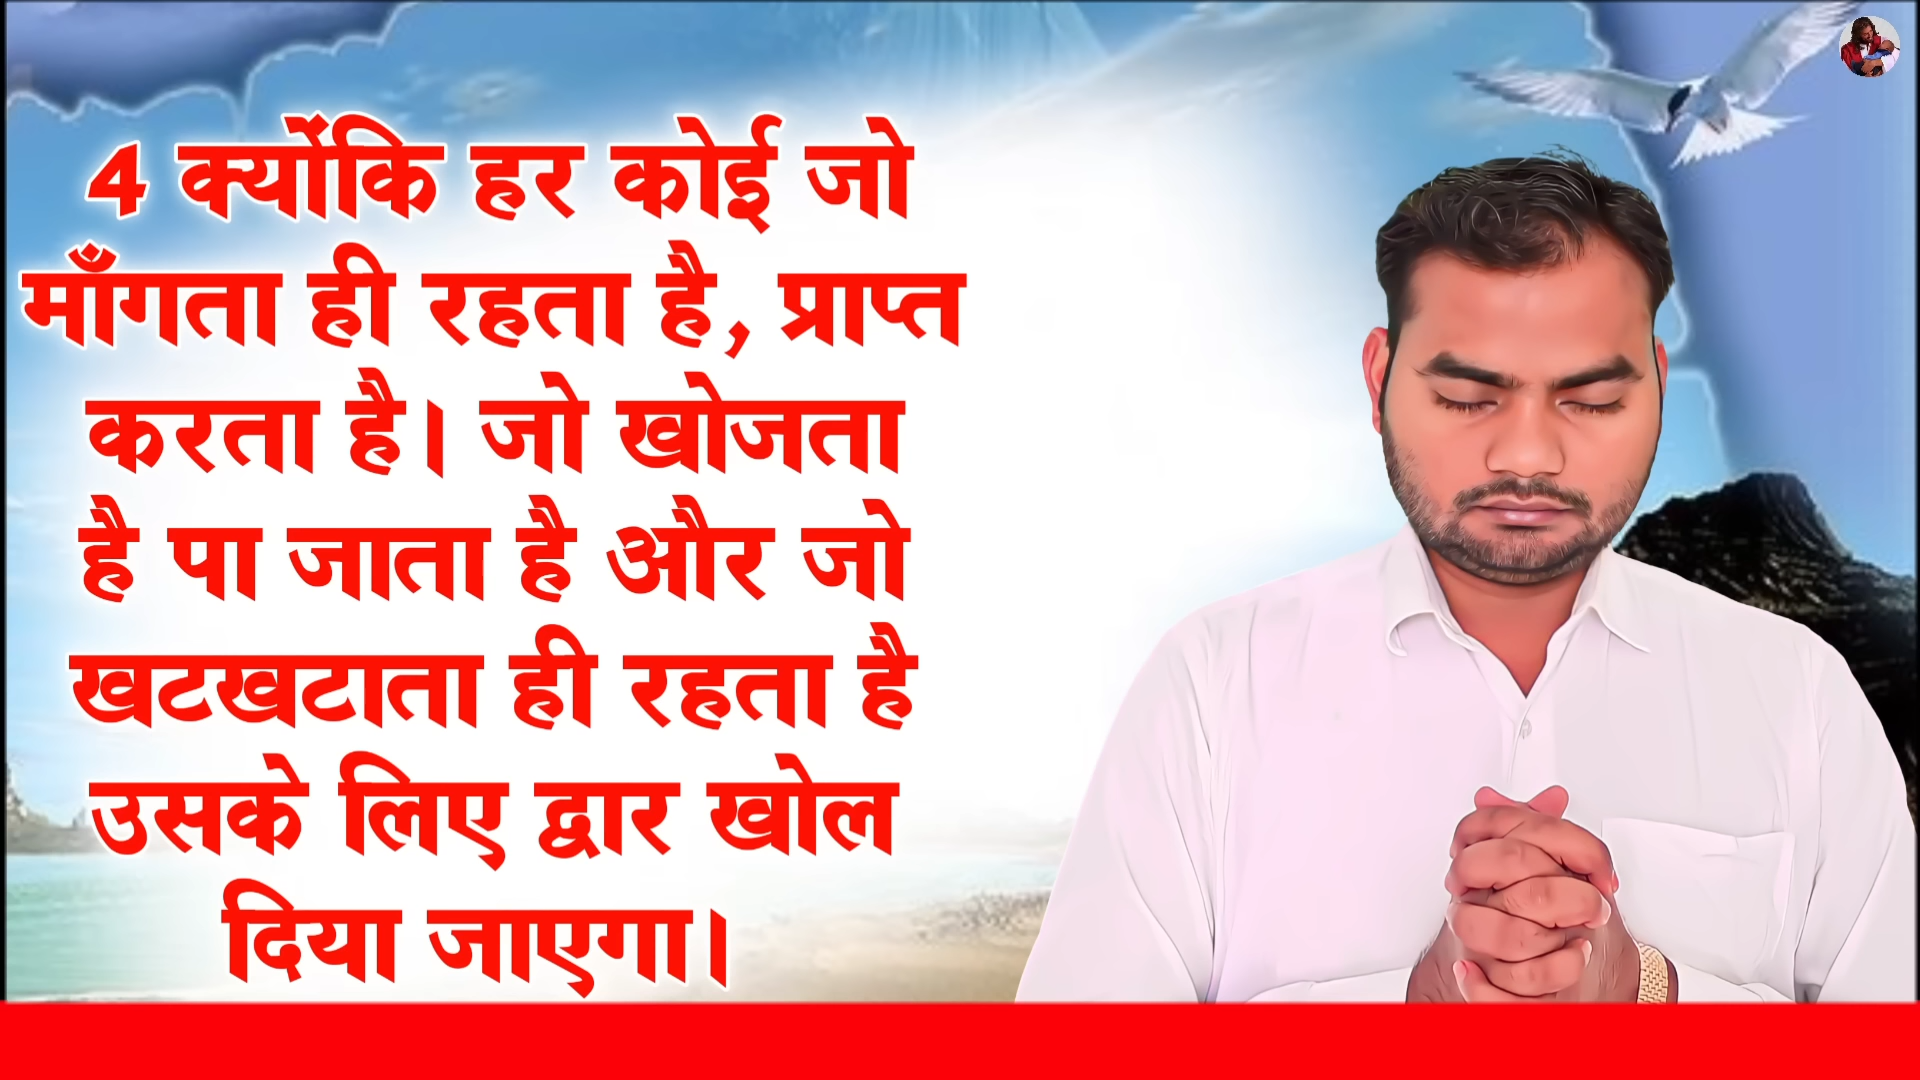 4 क्योंकि हर कोई जो
माँगता ही रहता है, प्राप्त
करता है। जो खोजता
है पा जाता है और जो
खटखटाता ही रहता है
उसके लिए द्वार खोल
दिया जाएगा।